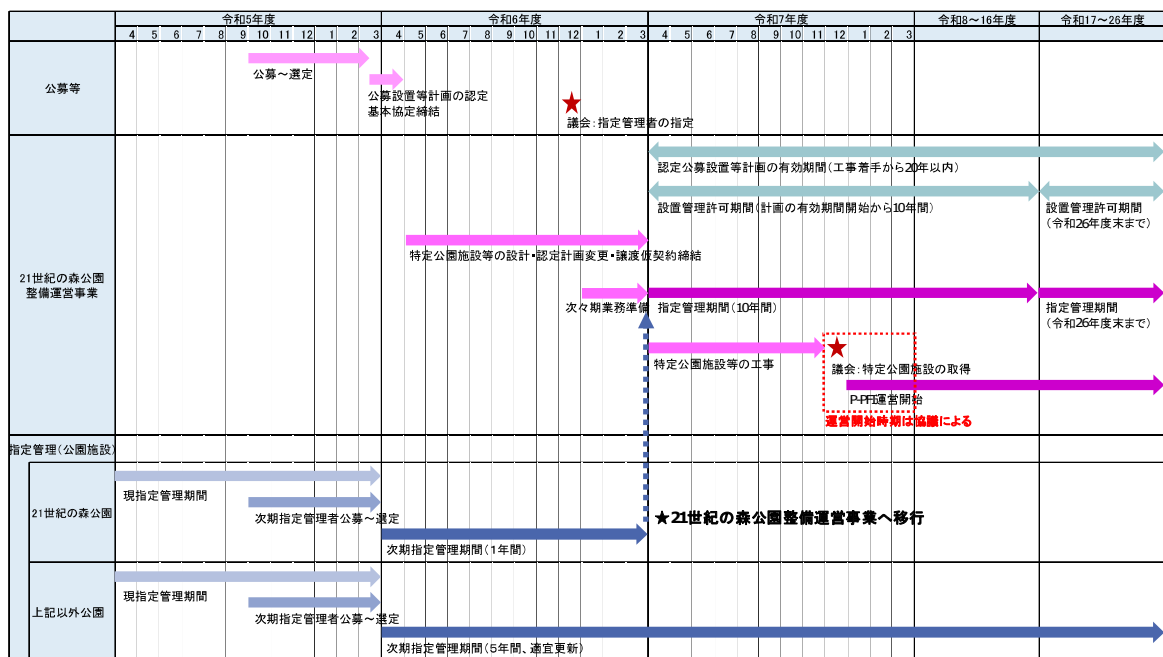 令和5年度 令和6年度 令和7年度 令和8～16年度 令和17～26年度
4 5 6 7 8 9 10 11 12 1 2 3 4 5 6 7 8 9 10 11 12 1 2 3 4 5 6 7 8 9 10 11 12 1 2 3
公募等
公募～選定
公募設置等計画の認定
基本協定締結
議会：指定管理者の指定
21世紀の森公園
整備運営事業
認定公募設置等計画の有効期間（工事着手から20年以内）
設置管理許可期間（計画の有効期間開始から10年間）
設置管理許可期間
（令和26年度末まで）
特定公園施設等の設計・認定計画変更・譲渡仮契約締結
次々期業務準備
指定管理期間（10年間）
指定管理期間
（令和26年度末まで）
特定公園施設等の工事
議会：特定公園施設の取得
P-PFI運営開始
運営開始時期は協議による
指定管理（公園施設）
21世紀の森公園
現指定管理期間
次期指定管理者公募～選定
★21世紀の森公園整備運営事業へ移行
次期指定管理期間（1年間）
上記以外公園
現指定管理期間
次期指定管理者公募～選定
次期指定管理期間（5年間、適宜更新）